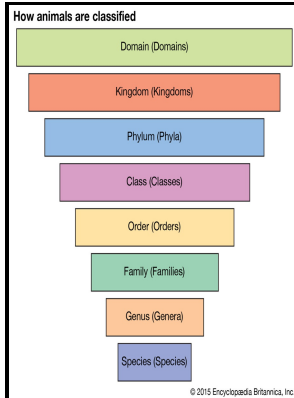 How animals are classified
Domain (Domains)
Kingdom (Kingdoms)
Phylum (Phyla)
Class (Classes)
Order (Orders)
Family (Families)
Genus (Genera)
Species (Species)
© 2015 Encyclopædia Britannica, Inc.